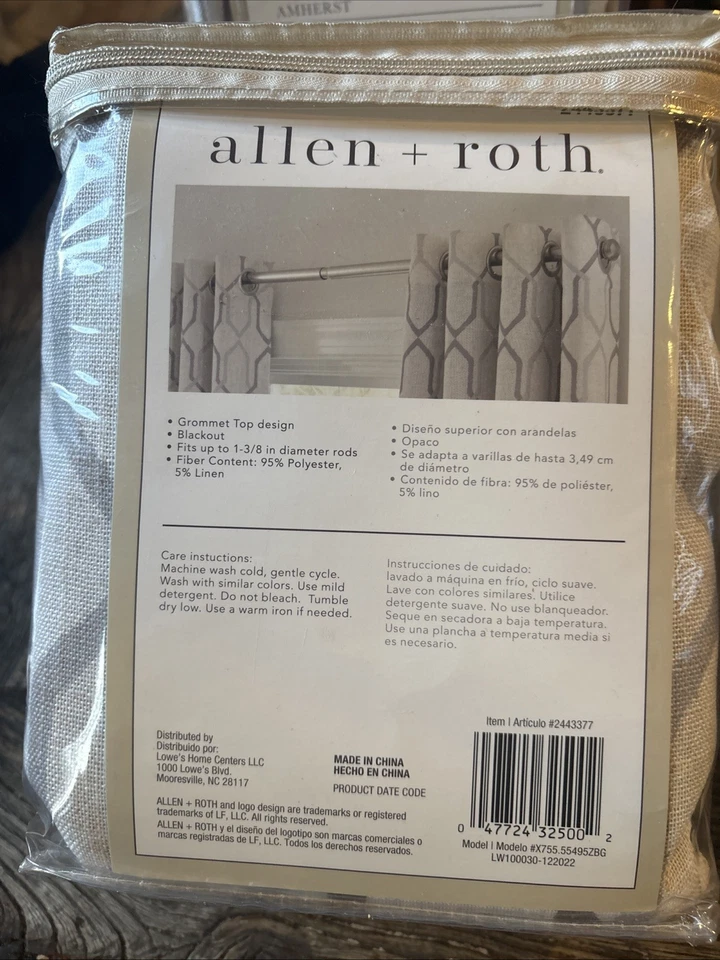 AMHERST
2443377
allen + roth®
• Grommet Top design
• Blackout
• Fits up to 1-3/8 in diameter rods
• Fiber Content: 95% Polyester,
5% Linen
• Diseño superior con arandelas
• Opaco
• Se adapta a varillas de hasta 3,49 cm
de diámetro
• Contenido de fibra: 95% de poliéster,
5% lino
Care instuctions:
Machine wash cold, gentle cycle.
Wash with similar colors. Use mild
detergent. Do not bleach. Tumble
dry low. Use a warm iron if needed.
Instrucciones de cuidado:
lavado a máquina en frío, ciclo suave.
Lave con colores similares. Utilice
detergente suave. No use blanqueador.
Seque en secadora a baja temperatura.
Use una plancha a temperatura media si
es necesario.
Distributed by
Distribuido por:
Lowe's Home Centers LLC
1000 Lowe's Blvd.
Mooresville, NC 28117
MADE IN CHINA
HECHO EN CHINA
PRODUCT DATE CODE
ALLEN + ROTH and logo design are trademarks or registered
trademarks of LF, LLC. All rights reserved.
ALLEN + ROTH y el diseño del logotipo son marcas comerciales o
marcas registradas de LF, LLC. Todos los derechos reservados.
Item | Artículo #2443377
0 47724 32500 2
Model | Modelo #X755.55495ZBG
LW100030-122022